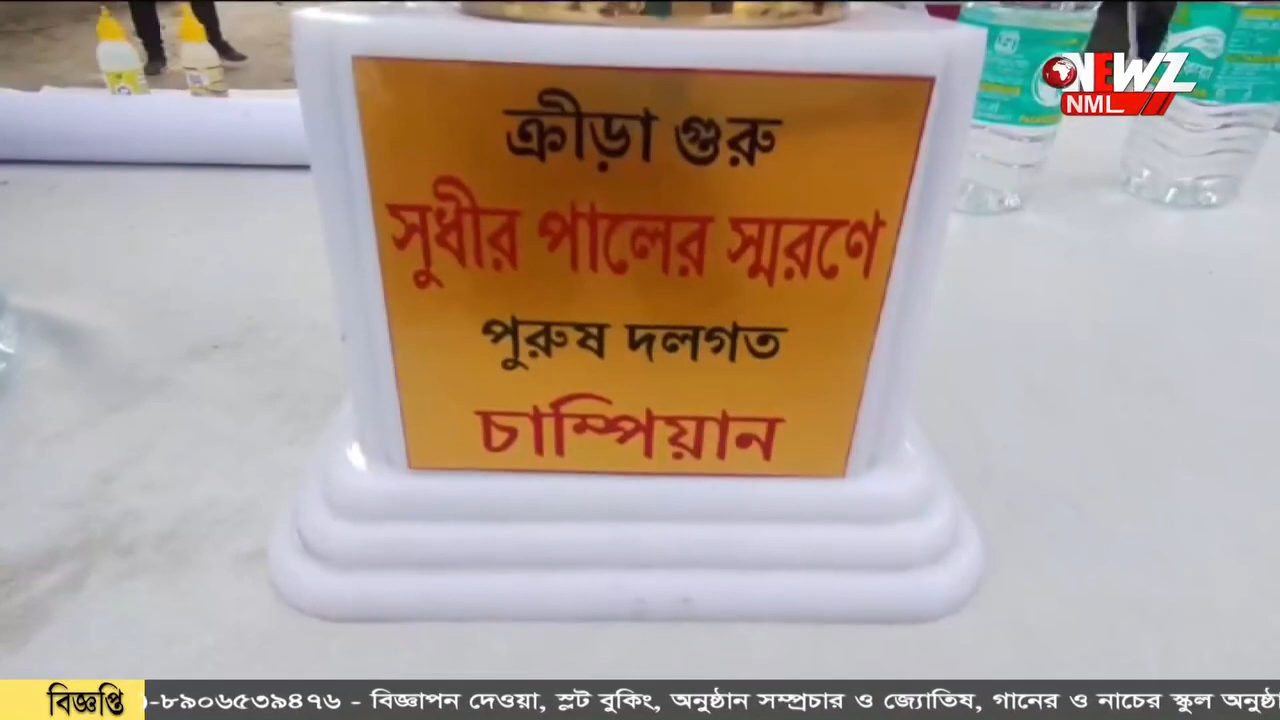 NEWZ
NML
ক্রীড়া গুরু
সুধীর পালের স্মরণে
পুরুষ দলগত
চাম্পিয়ান
বিজ্ঞপ্তি
-৮৯০৬৫৩৯৪৭৬ - বিজ্ঞাপন দেওয়া, স্লট বুকিং, অনুষ্ঠান সম্প্রচার ও জ্যোতিষ, গানের ও নাচের স্কুল